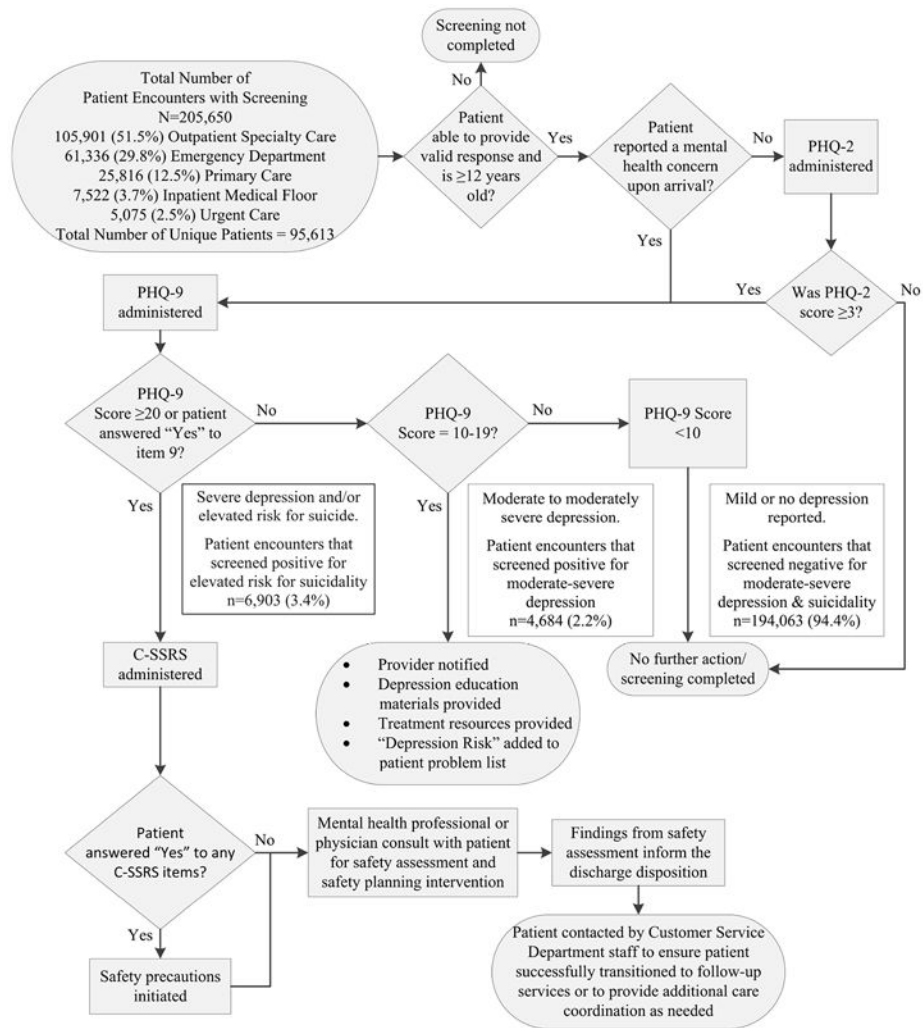 Screening not
completed
Total Number of
Patient Encounters with Screening
N=205,650
105,901 (51.5%) Outpatient Specialty Care
61,336 (29.8%) Emergency Department
25,816 (12.5%) Primary Care
7,522 (3.7%) Inpatient Medical Floor
5,075 (2.5%) Urgent Care
Total Number of Unique Patients = 95,613
No
Patient
able to provide
valid response and
is ≥12 years
old?
Yes
Patient
reported a mental
health concern
upon arrival?
No
PHQ-2
administered
Yes
PHQ-9
administered
Yes
Was PHQ-2
score ≥3?
No
PHQ-9
Score ≥20 or patient
answered “Yes” to
item 9?
No
PHQ-9
Score = 10-19?
No
PHQ-9 Score
<10
Yes
Severe depression and/or
elevated risk for suicide.
Patient encounters that
screened positive for
elevated risk for suicidality
n=6,903 (3.4%)
Yes
Moderate to moderately
severe depression.
Patient encounters that
screened positive for
moderate-severe
depression
n=4,684 (2.2%)
Mild or no depression
reported.
Patient encounters that
screened negative for
moderate-severe
depression & suicidality
n=194,063 (94.4%)
C-SSRS
administered
• Provider notified
• Depression education
materials provided
• Treatment resources provided
• “Depression Risk” added to
patient problem list
No further action/
screening completed
Patient
answered “Yes” to any
C-SSRS items?
No
Mental health professional or
physician consult with patient
for safety assessment and
safety planning intervention
Findings from safety
assessment inform the
discharge disposition
Yes
Safety precautions
initiated
Patient contacted by Customer Service
Department staff to ensure patient
successfully transitioned to follow-up
services or to provide additional care
coordination as needed